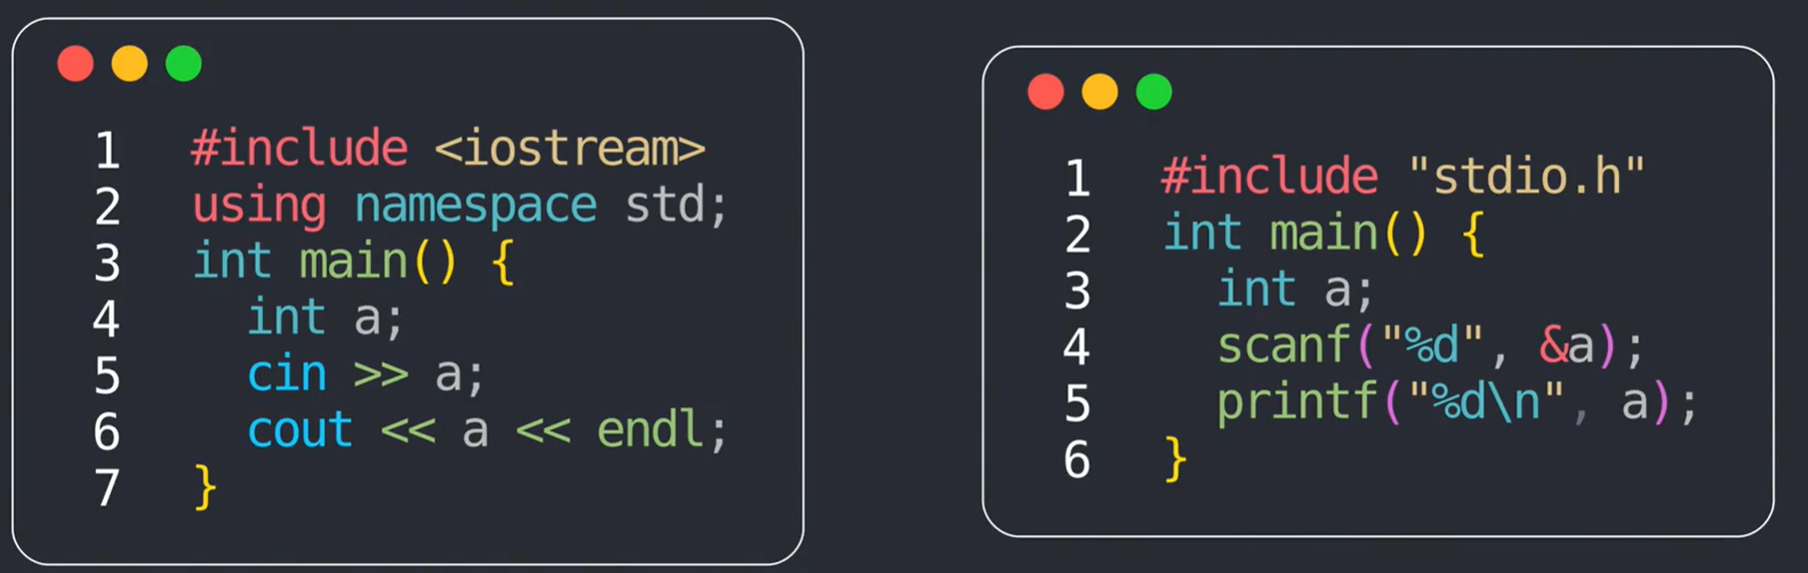 1 #include <iostream>
2 using namespace std;
3 int main() {
4   int a;
5   cin >> a;
6   cout << a << endl;
7 }
1 #include "stdio.h"
2 int main() {
3   int a;
4   scanf("%d", &a);
5   printf("%d\n", a);
6 }